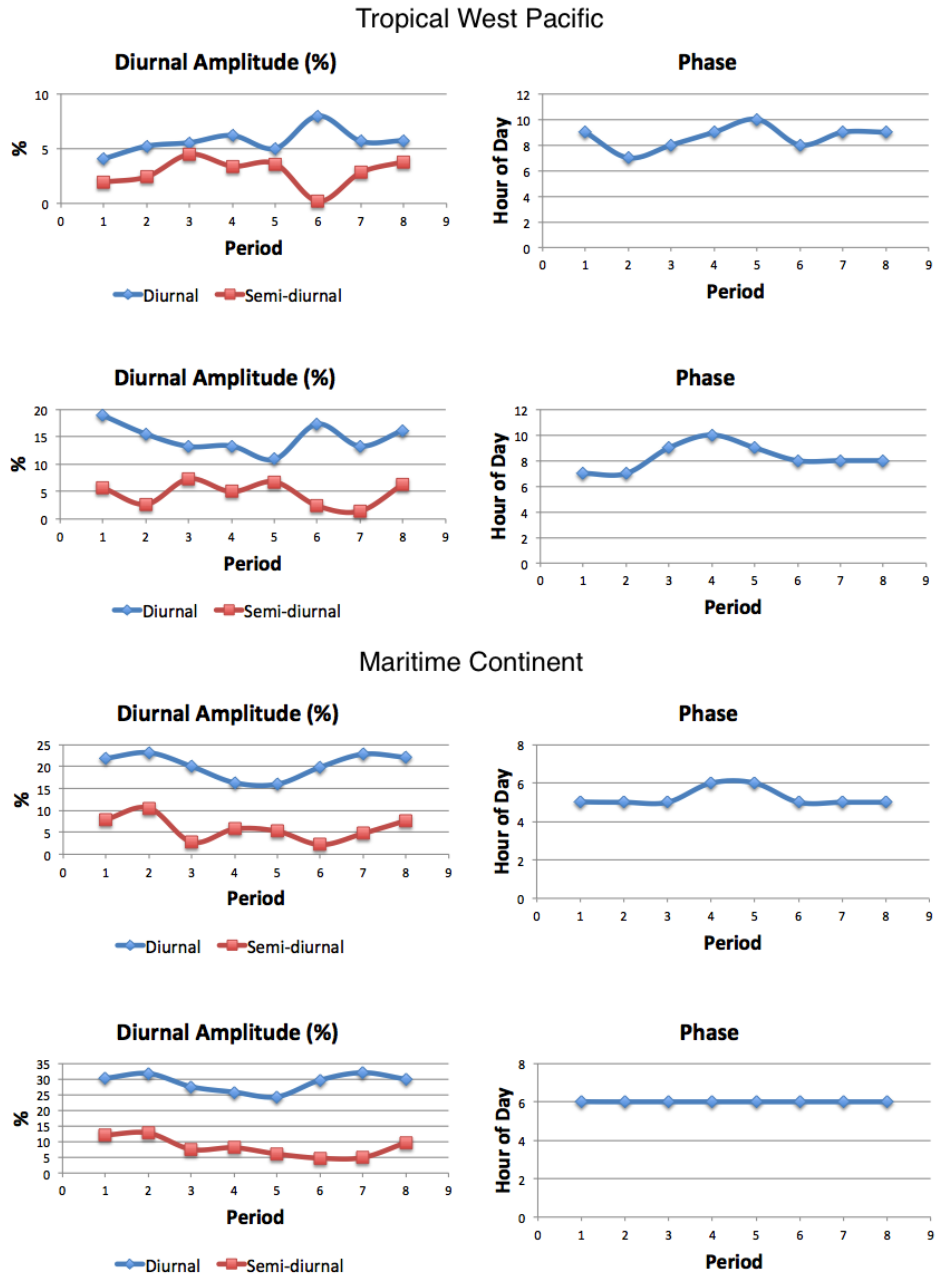 Tropical West Pacific
Diurnal Amplitude (%)
10
5
0
%
0 1 2 3 4 5 6 7 8 9
Period
Diurnal Semi-diurnal
Phase
12
10
8
6
4
2
0
Hour of Day
0 1 2 3 4 5 6 7 8 9
Period
Diurnal Amplitude (%)
20
15
10
5
0
%
0 1 2 3 4 5 6 7 8 9
Period
Diurnal Semi-diurnal
Phase
12
10
8
6
4
2
0
Hour of Day
0 1 2 3 4 5 6 7 8 9
Period
Maritime Continent
Diurnal Amplitude (%)
25
20
15
10
5
0
%
0 1 2 3 4 5 6 7 8 9
Period
Diurnal Semi-diurnal
Phase
8
6
4
2
0
Hour of Day
0 1 2 3 4 5 6 7 8 9
Period
Diurnal Amplitude (%)
35
30
25
20
15
10
5
0
%
0 1 2 3 4 5 6 7 8 9
Period
Diurnal Semi-diurnal
Phase
8
6
4
2
0
Hour of Day
0 1 2 3 4 5 6 7 8 9
Period